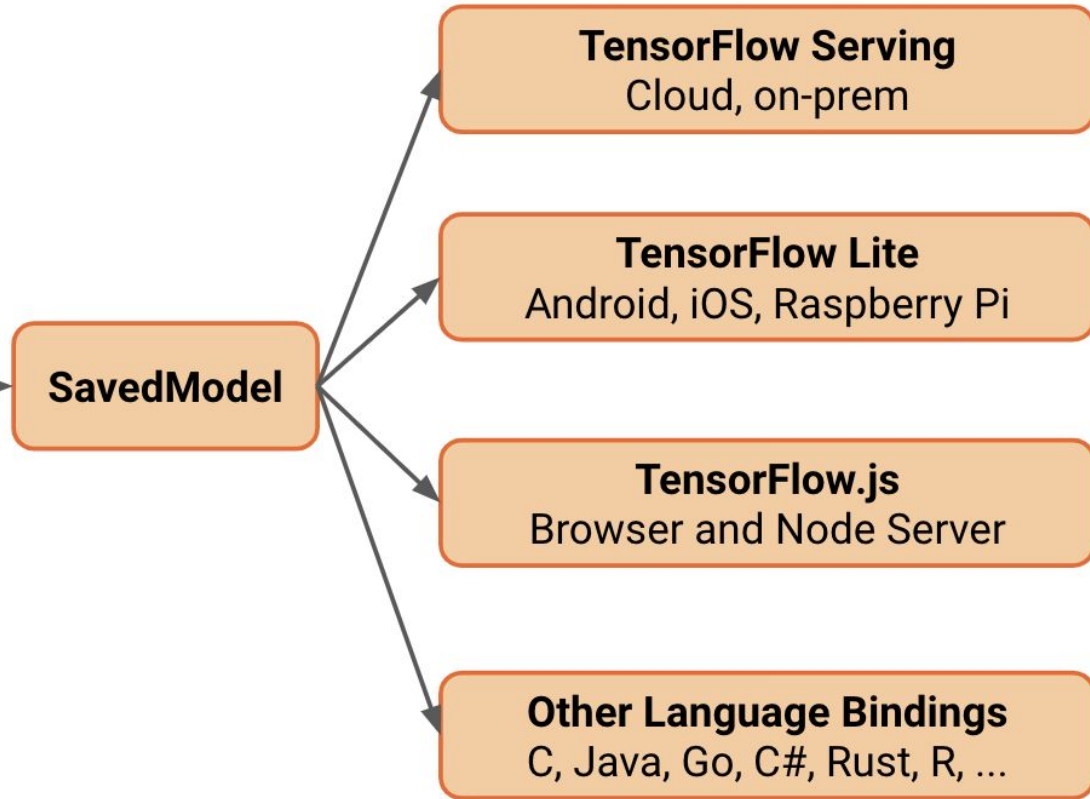 TensorFlow Serving
Cloud, on-prem
TensorFlow Lite
Android, iOS, Raspberry Pi
SavedModel
TensorFlow.js
Browser and Node Server
Other Language Bindings
C, Java, Go, C#, Rust, R, ...